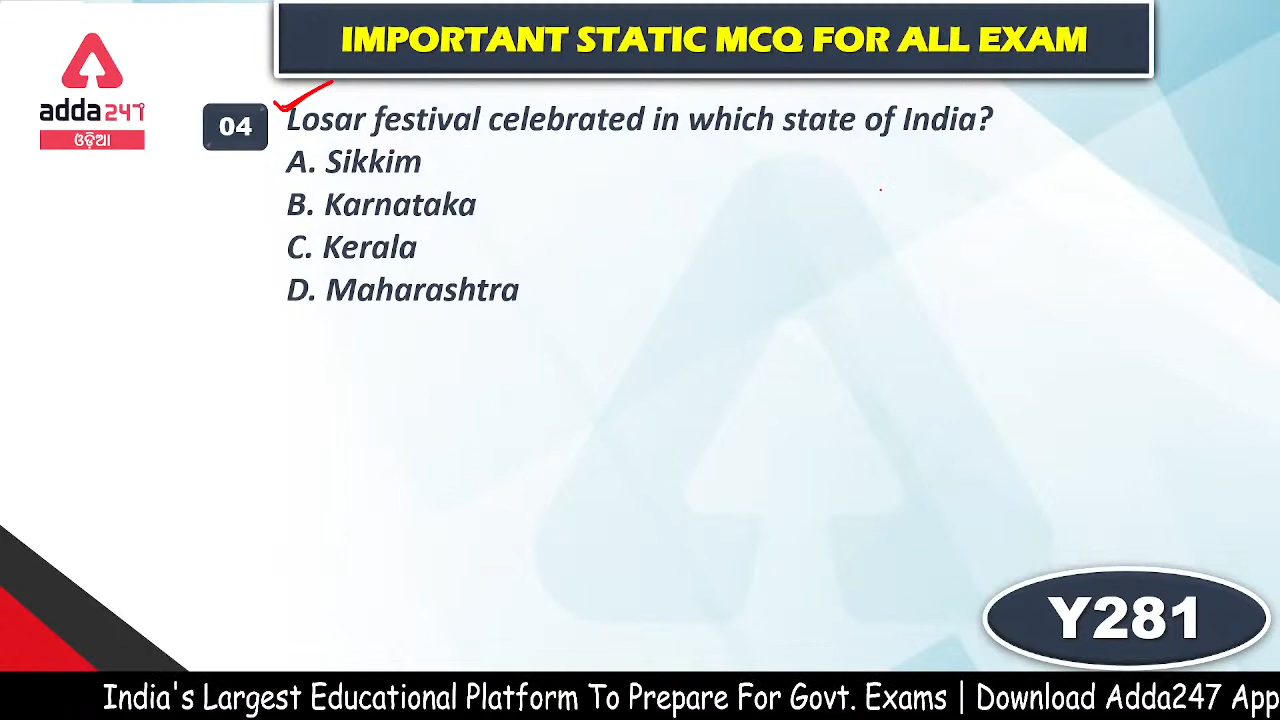 IMPORTANT STATIC MCQ FOR ALL EXAM
adda247
ଓଡ଼ିଆ
04
Losar festival celebrated in which state of India?
A. Sikkim
B. Karnataka
C. Kerala
D. Maharashtra
Y281
India's Largest Educational Platform To Prepare For Govt. Exams | Download Adda247 App